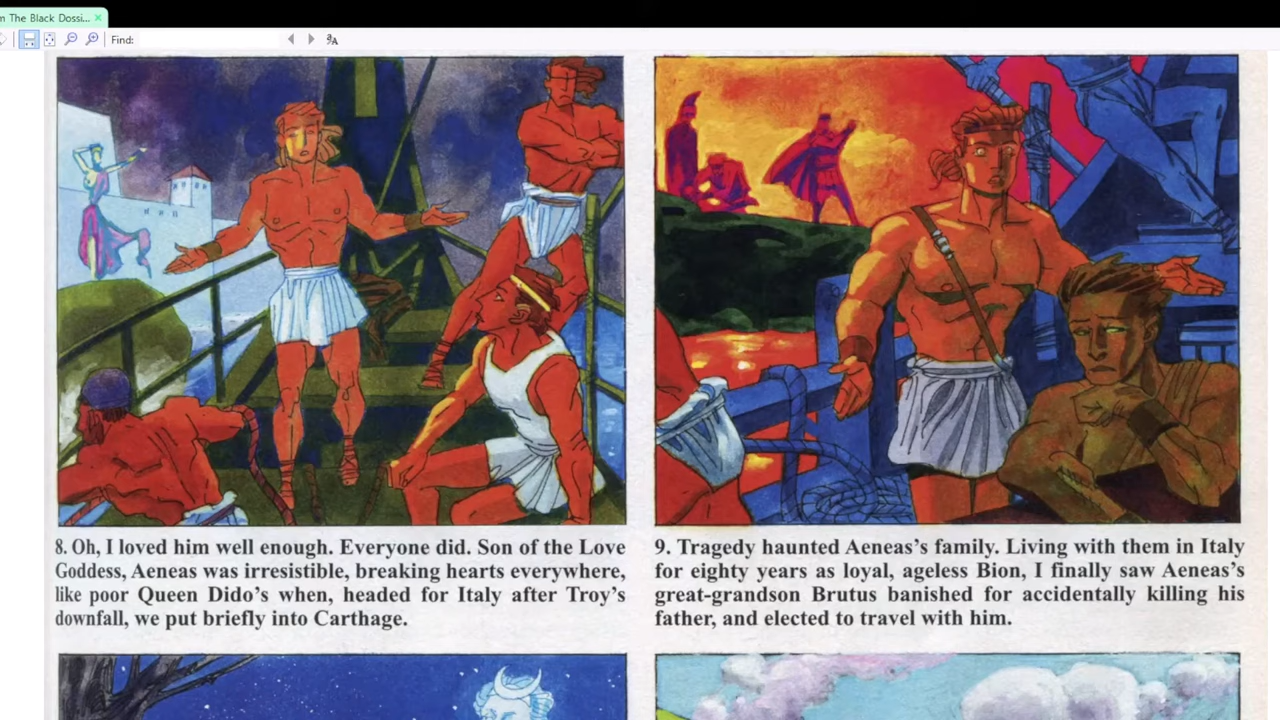 m The Black Dossi...
Find:
8. Oh, I loved him well enough. Everyone did. Son of the Love
Goddess, Aeneas was irresistible, breaking hearts everywhere,
like poor Queen Dido's when, headed for Italy after Troy's
downfall, we put briefly into Carthage.
9. Tragedy haunted Aeneas's family. Living with them in Italy
for eighty years as loyal, ageless Bion, I finally saw Aeneas's
great-grandson Brutus banished for accidentally killing his
father, and elected to travel with him.